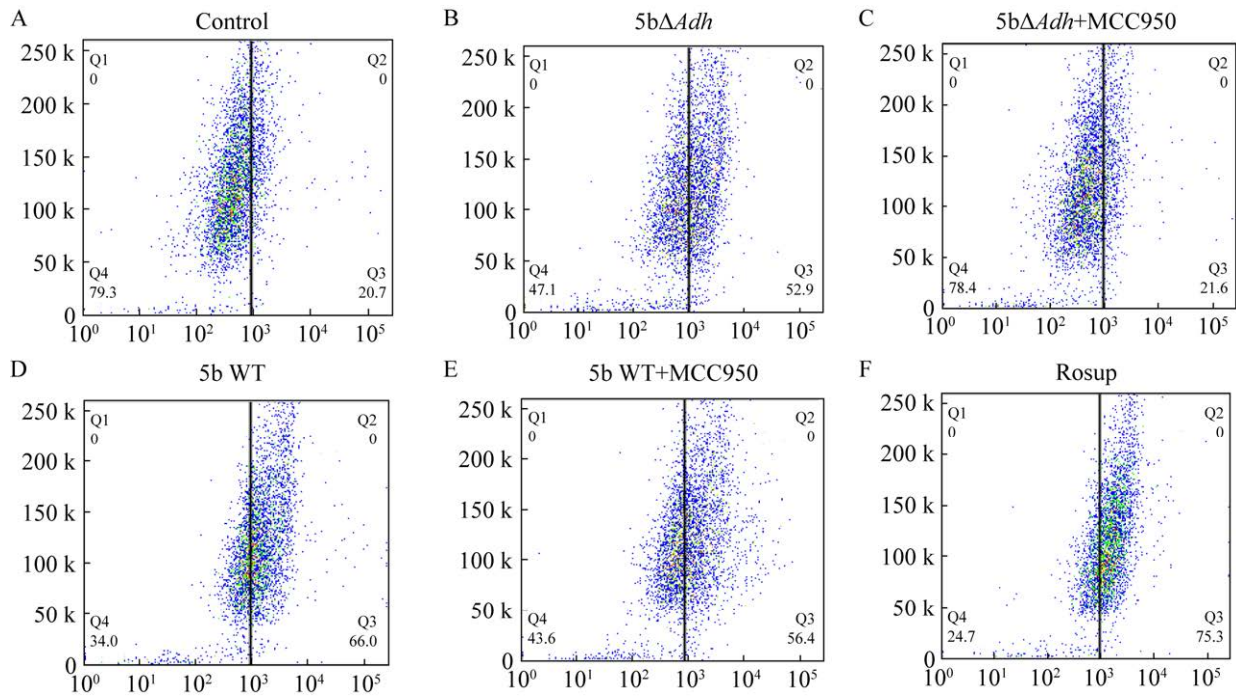 A
Control
250 k
200 k
150 k
100 k
50 k
0
Q1
0
Q2
0
Q4
79.3
Q3
20.7
10⁰ 10¹ 10² 10³ 10⁴ 10⁵
B
5bΔAdh
250 k
200 k
150 k
100 k
50 k
0
Q1
0
Q2
0
Q4
47.1
Q3
52.9
10⁰ 10¹ 10² 10³ 10⁴ 10⁵
C
5bΔAdh+MCC950
250 k
200 k
150 k
100 k
50 k
0
Q1
0
Q2
0
Q4
78.4
Q3
21.6
10⁰ 10¹ 10² 10³ 10⁴ 10⁵
D
5b WT
250 k
200 k
150 k
100 k
50 k
0
Q1
0
Q2
0
Q4
34.0
Q3
66.0
10⁰ 10¹ 10² 10³ 10⁴ 10⁵
E
5b WT+MCC950
250 k
200 k
150 k
100 k
50 k
0
Q1
0
Q2
0
Q4
43.6
Q3
56.4
10⁰ 10¹ 10² 10³ 10⁴ 10⁵
F
Rosup
250 k
200 k
150 k
100 k
50 k
0
Q1
0
Q2
0
Q4
24.7
Q3
75.3
10⁰ 10¹ 10² 10³ 10⁴ 10⁵